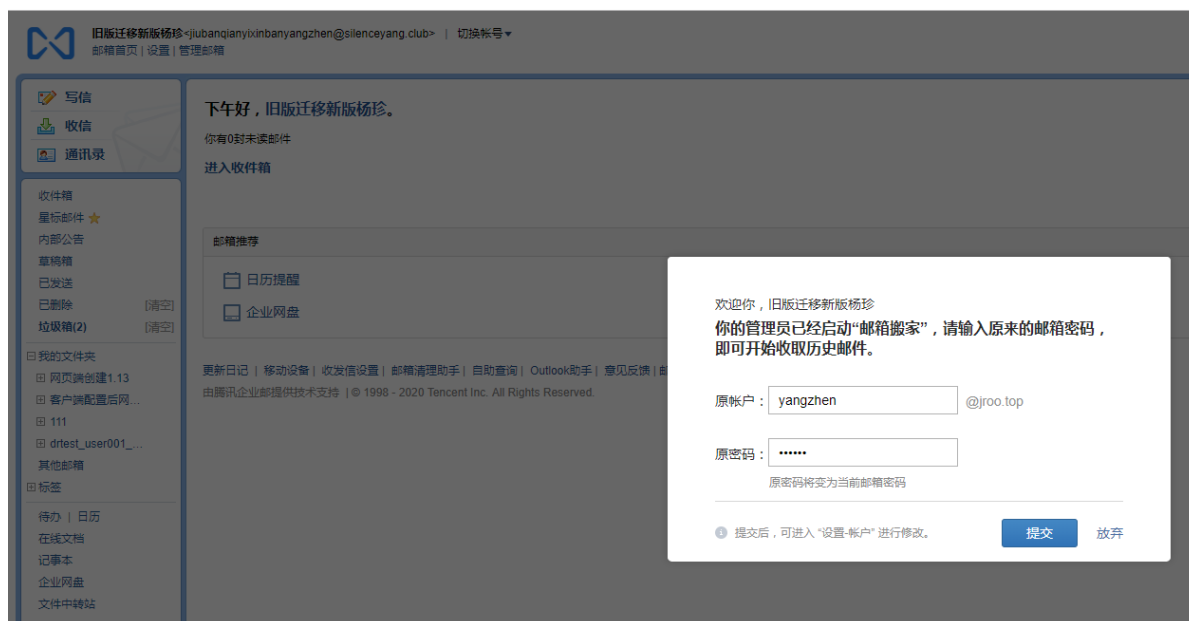 旧版迁移新版杨珍<jiubanqianyixinbanyangzhen@silenceyang.club> | 切换帐号▾
邮箱首页 | 设置 | 管理邮箱
写信
收信
通讯录
收件箱
星标邮件
内部公告
草稿箱
已发送
已删除 [清空]
垃圾箱(2) [清空]
我的文件夹
网页端创建1.13
客户端配置后网...
111
drtest_user001_...
其他邮箱
标签
待办 | 日历
在线文档
记事本
企业网盘
文件中转站
下午好，旧版迁移新版杨珍。
你有0封未读邮件
进入收件箱
邮箱推荐
日历提醒
企业网盘
更新日记 | 移动设备 | 收发信设置 | 邮箱清理助手 | 自助查询 | Outlook助手 | 意见反馈 | 邮
由腾讯企业邮提供技术支持 | © 1998 - 2020 Tencent Inc. All Rights Reserved.
欢迎你，旧版迁移新版杨珍
你的管理员已经启动“邮箱搬家”，请输入原来的邮箱密码，
即可开始收取历史邮件。
原帐户： yangzhen @jroo.top
原密码： ••••••
原密码将变为当前邮箱密码
提交后，可进入 “设置-帐户” 进行修改。 提交 放弃